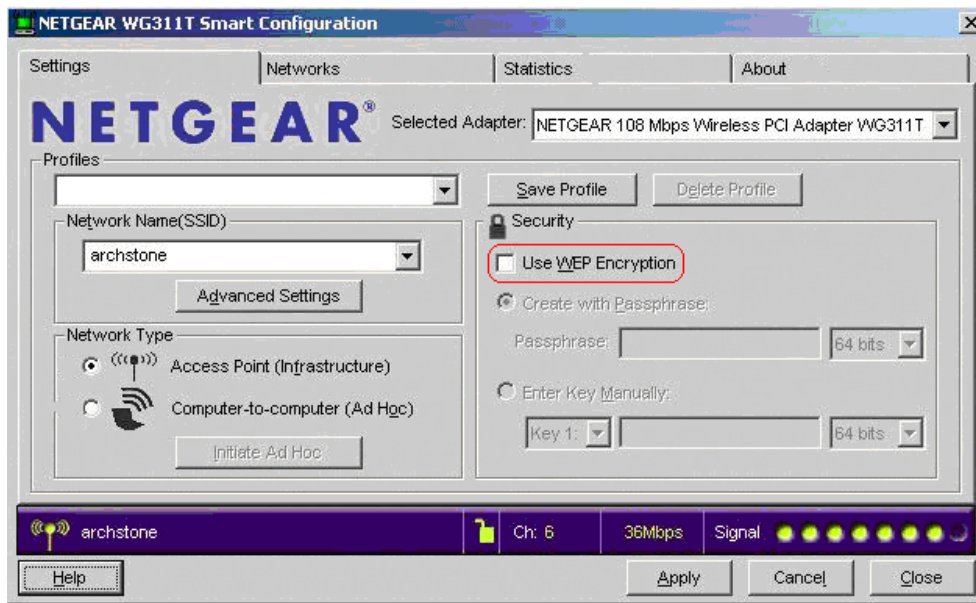 NETGEAR WG311T Smart Configuration
Settings
Networks
Statistics
About
NETGEAR®
Selected Adapter:
NETGEAR 108 Mbps Wireless PCI Adapter WG311T
Profiles
Save Profile
Delete Profile
Network Name(SSID)
archstone
Advanced Settings
Security
Use WEP Encryption
Create with Passphrase:
Passphrase:
64 bits
Enter Key Manually:
Key 1:
64 bits
Network Type
Access Point (Infrastructure)
Computer-to-computer (Ad Hoc)
Initiate Ad Hoc
archstone
Ch: 6
36Mbps
Signal
Help
Apply
Cancel
Close